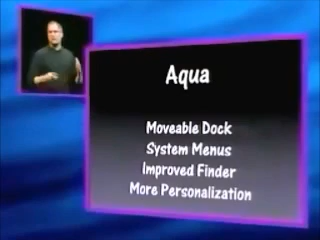 Aqua
Moveable Dock
System Menus
Improved Finder
More Personalization